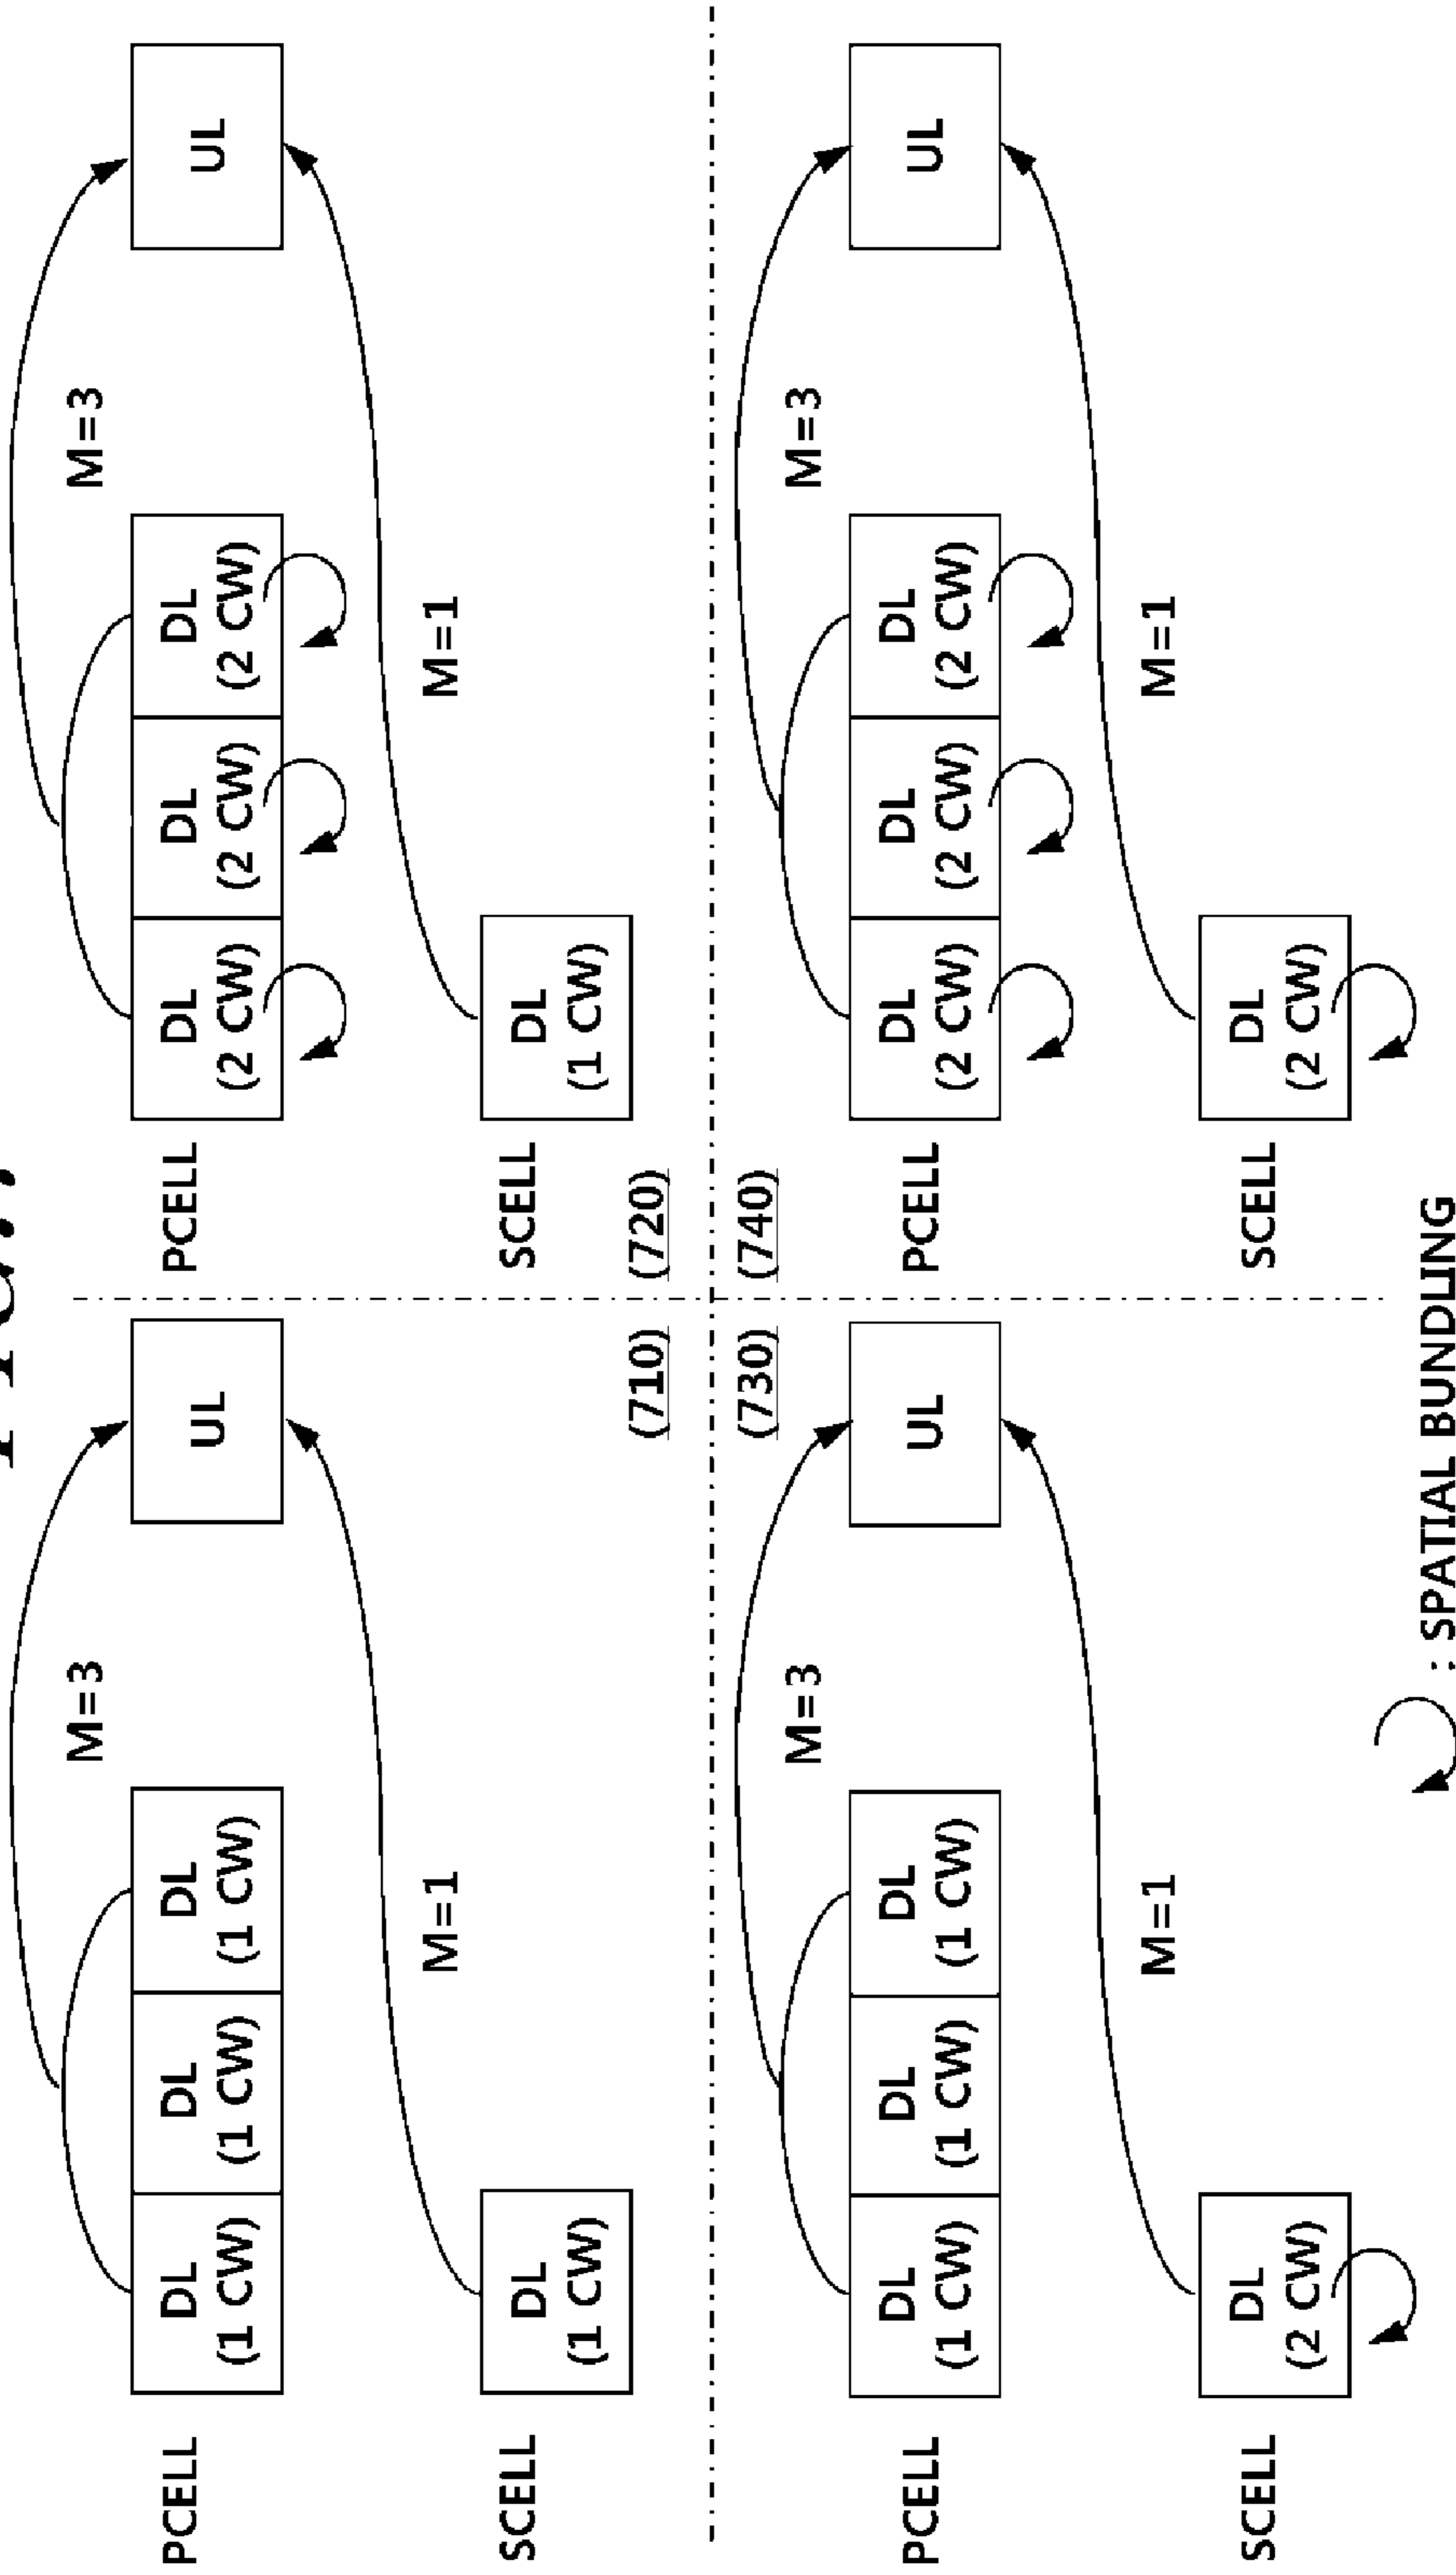 M=3
PCELL
DL
(1 CW)
DL
(1 CW)
DL
(1 CW)
UL
M=1
SCELL
DL
(1 CW)
(710)
M=3
PCELL
DL
(2 CW)
DL
(2 CW)
DL
(2 CW)
UL
M=1
SCELL
DL
(1 CW)
(720)
(730)
M=3
PCELL
DL
(1 CW)
DL
(1 CW)
DL
(1 CW)
UL
M=1
SCELL
DL
(2 CW)
(740)
M=3
PCELL
DL
(2 CW)
DL
(2 CW)
DL
(2 CW)
UL
M=1
SCELL
DL
(2 CW)
: SPATIAL BUNDLING